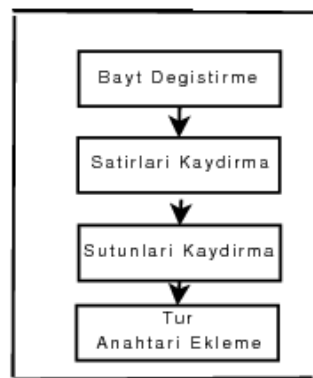 Bayt Degistirme
Satirlari Kaydirma
Sutunlari Kaydirma
Tur
Anahtari Ekleme